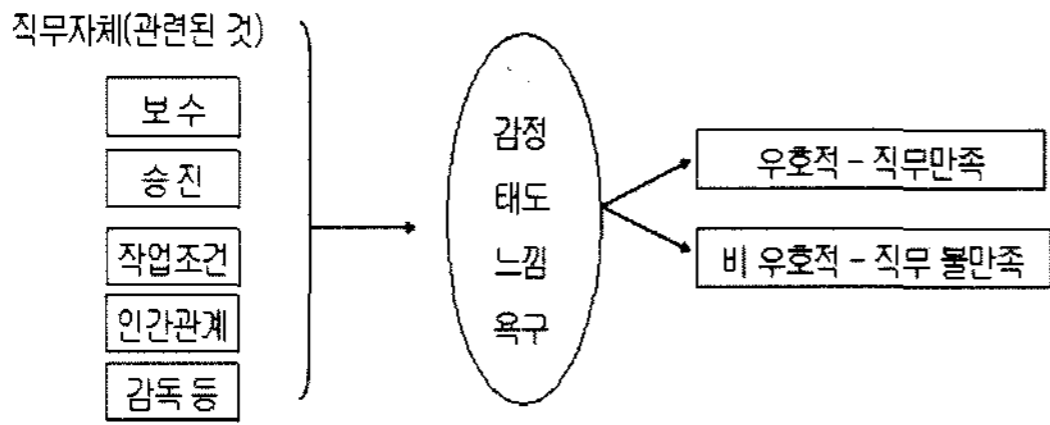 직무자체(관련된 것)
보 수
승 진
작업조건
인간관계
감독 등
감정
태도
느낌
욕구
우호적 - 직무만족
비 우호적 - 직무 불만족